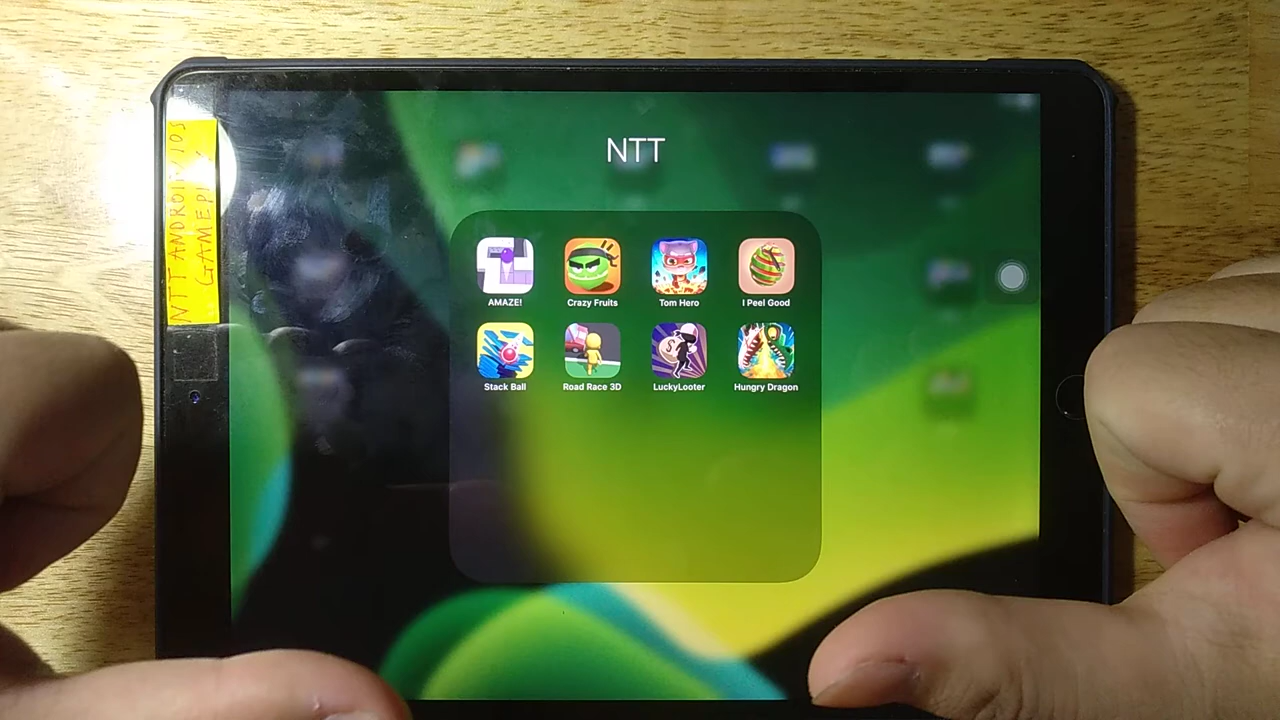 NTT ANDROID/IOS
GAMEPLAY
NTT
AMAZE!
Crazy Fruits
Tom Hero
I Peel Good
Stack Ball
Road Race 3D
LuckyLooter
Hungry Dragon